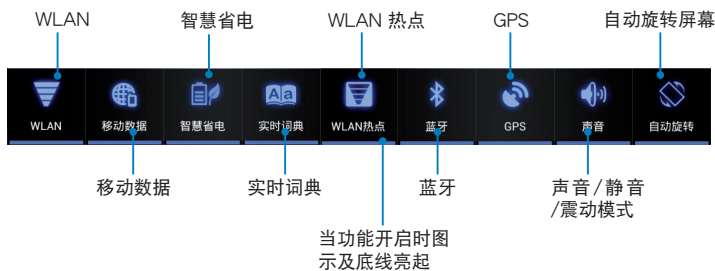 WLAN
智慧省电
WLAN 热点
GPS
自动旋转屏幕
WLAN
移动数据
智慧省电
Aa
实时词典
WLAN热点
蓝牙
GPS
声音
自动旋转
移动数据
实时词典
蓝牙
声音/静音
/震动模式
当功能开启时图
示及底线亮起